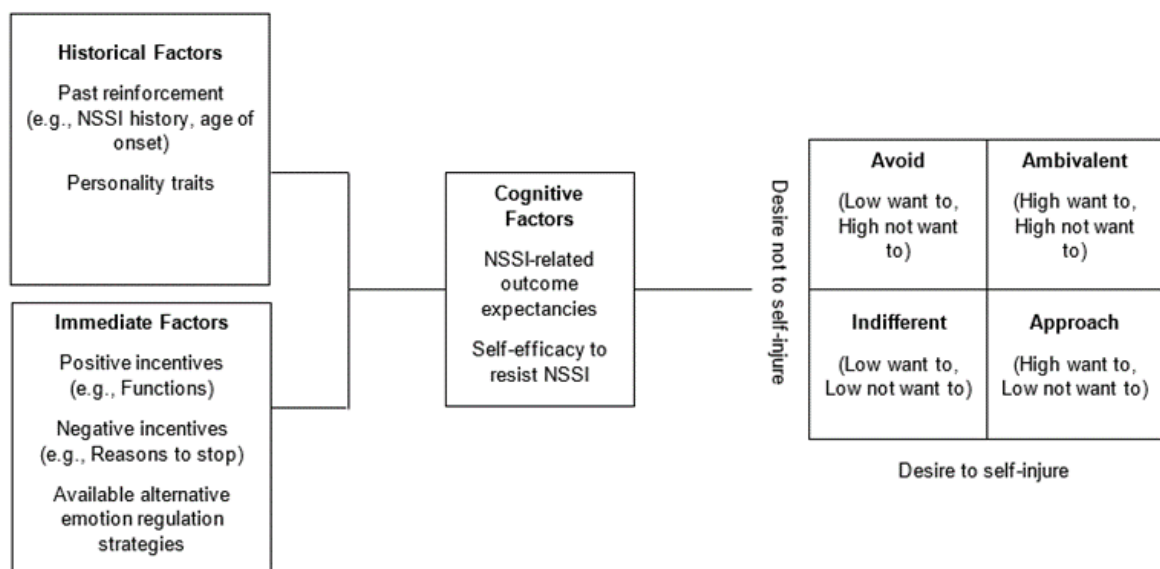 Historical Factors
Past reinforcement
(e.g., NSSI history, age of
onset)
Personality traits
Immediate Factors
Positive incentives
(e.g., Functions)
Negative incentives
(e.g., Reasons to stop)
Available alternative
emotion regulation
strategies
Cognitive
Factors
NSSI-related
outcome
expectancies
Self-efficacy to
resist NSSI
Desire not to self-injure
Avoid
(Low want to,
High not want
to)
Ambivalent
(High want to,
High not want
to)
Indifferent
(Low want to,
Low not want to)
Approach
(High want to,
Low not want to)
Desire to self-injure